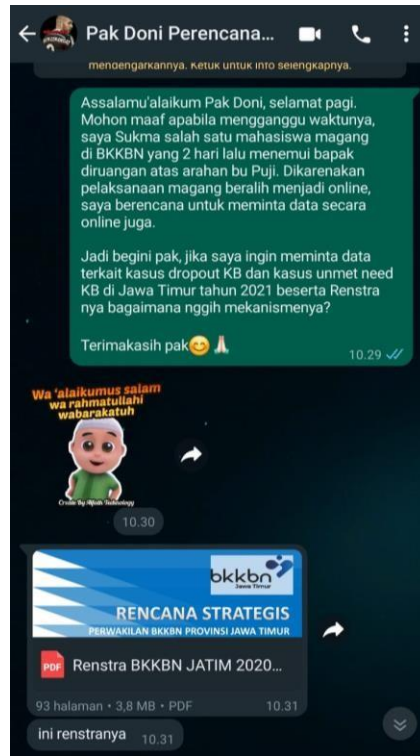 Pak Doni Perencana...
mendengarkannya. Ketuk untuk info selengkapnya.
Assalamu'alaikum Pak Doni, selamat pagi.
Mohon maaf apabila mengganggu waktunya,
saya Sukma salah satu mahasiswa magang
di BKKBN yang 2 hari lalu menemui bapak
diruangan atas arahan bu Puji. Dikarenakan
pelaksanaan magang beralih menjadi online,
saya berencana untuk meminta data secara
online juga.
Jadi begini pak, jika saya ingin meminta data
terkait kasus dropout KB dan kasus unmet need
KB di Jawa Timur tahun 2021 beserta Renstra
nya bagaimana nggih mekanismenya?
Terimakasih pak😊🙏🏻
10.29
Wa 'alaikumus salam
wa rahmatullahi
wabarakatuh
Create By Alfath Technology
10.30
bkkbn
Jawa Timur
RENCANA STRATEGIS
PERWAKILAN BKKBN PROVINSI JAWA TIMUR
PDF Renstra BKKBN JATIM 2020...
93 halaman • 3,8 MB • PDF 10.31
ini renstranya 10.31